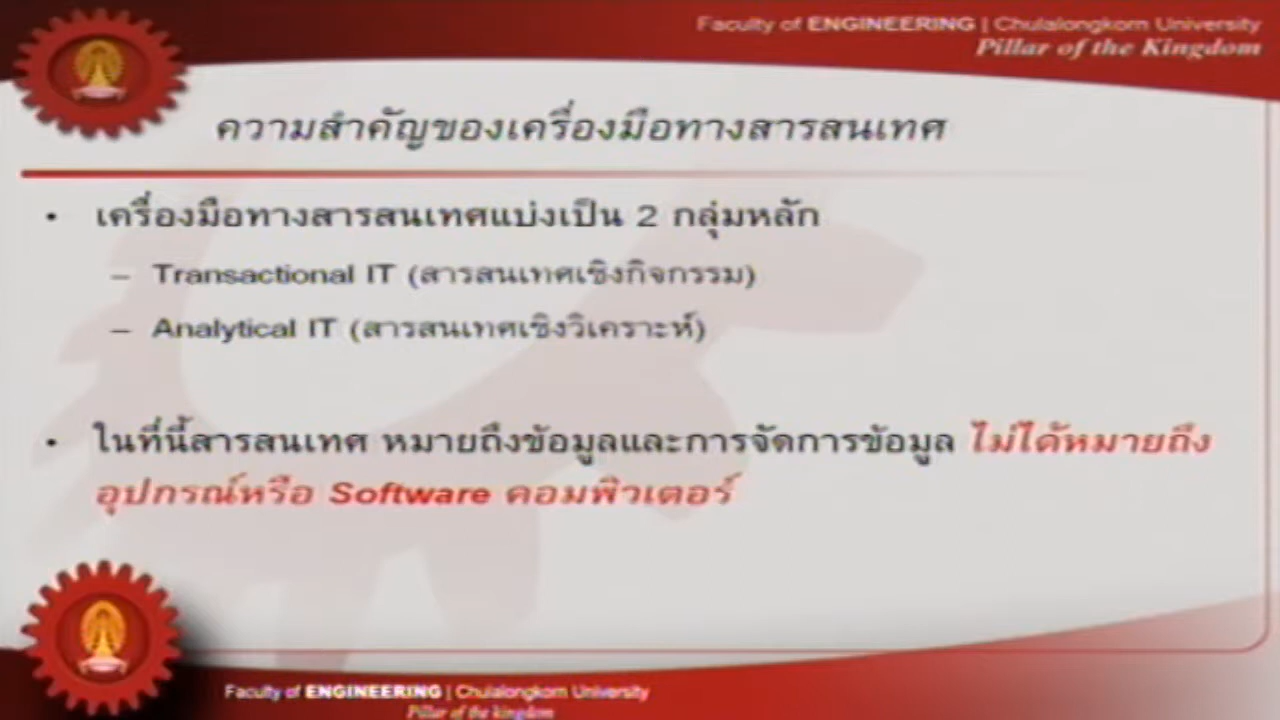 Faculty of ENGINEERING | Chulalongkorn University
Pillar of the Kingdom
ความสำคัญของเครื่องมือทางสารสนเทศ
• เครื่องมือทางสารสนเทศแบ่งเป็น 2 กลุ่มหลัก
– Transactional IT (สารสนเทศเชิงกิจกรรม)
– Analytical IT (สารสนเทศเชิงวิเคราะห์)
• ในที่นี้สารสนเทศ หมายถึงข้อมูลและการจัดการข้อมูล ไม่ได้หมายถึง
อุปกรณ์หรือ Software คอมพิวเตอร์
Faculty of ENGINEERING | Chulalongkorn University
Pillar of the kingdom